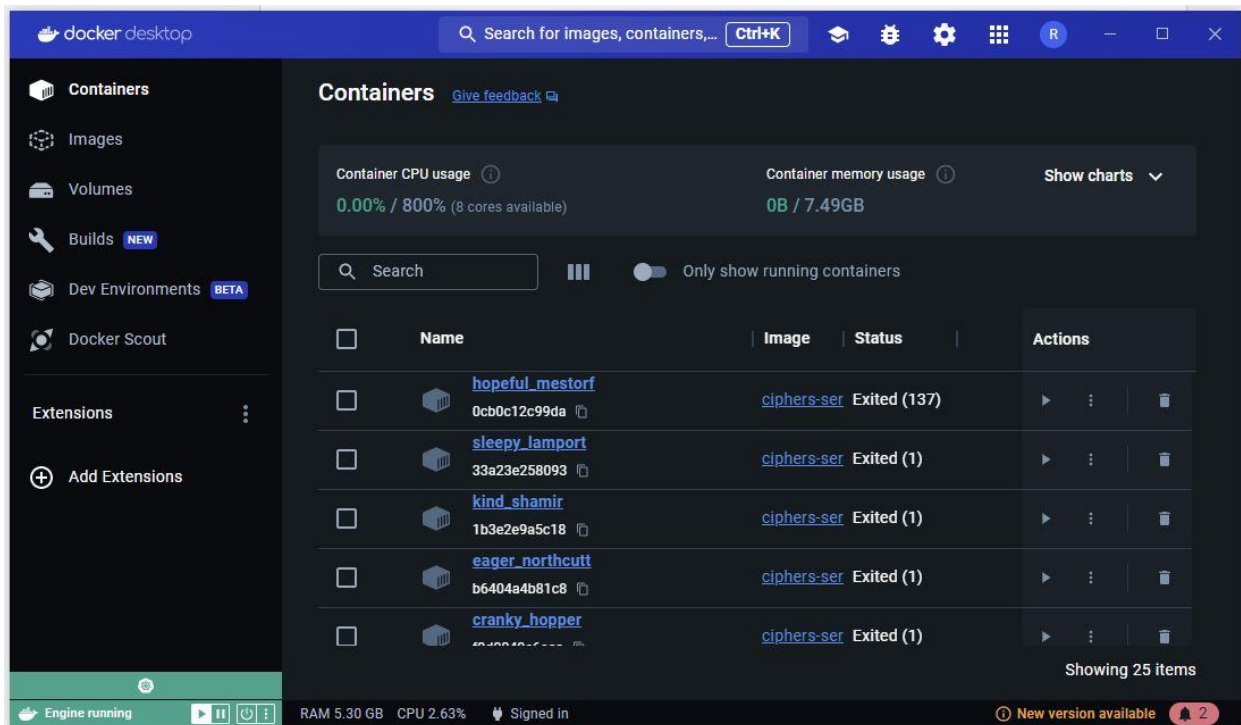 docker desktop
Search for images, containers,... Ctrl+K
R
Containers
Images
Volumes
Builds NEW
Dev Environments BETA
Docker Scout
Extensions
Add Extensions
Containers Give feedback
Container CPU usage
0.00% / 800% (8 cores available)
Container memory usage
0B / 7.49GB
Show charts
Search
Only show running containers
Name Image Status Actions
hopeful_mestorf
0cb0c12c99da
ciphers-ser Exited (137)
sleepy_lamport
33a23e258093
ciphers-ser Exited (1)
kind_shamir
1b3e2e9a5c18
ciphers-ser Exited (1)
eager_northcutt
b6404a4b81c8
ciphers-ser Exited (1)
cranky_hopper
ciphers-ser Exited (1)
Showing 25 items
Engine running
RAM 5.30 GB CPU 2.63% Signed in
New version available 2